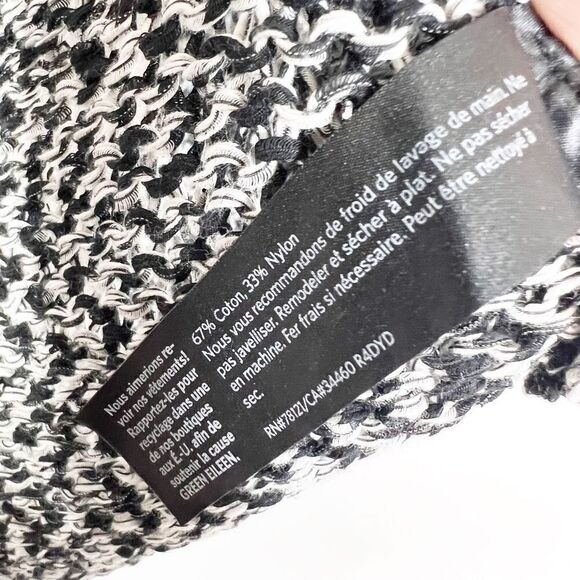 Nous aimerions re-
voir nos vêtements!
Rapportez-les pour
recyclage dans une
de nos boutiques
aux É.-U. afin de
soutenir la cause
GREEN EILEEN.
67% Coton, 33% Nylon
Nous vous recommandons de froid de lavage de main. Ne
pas javelliser. Remodeler et sécher à plat. Ne pas sécher
en machine. Fer frais si nécessaire. Peut être nettoyé à
sec.
RN#78121/CA#34460 R4DYD